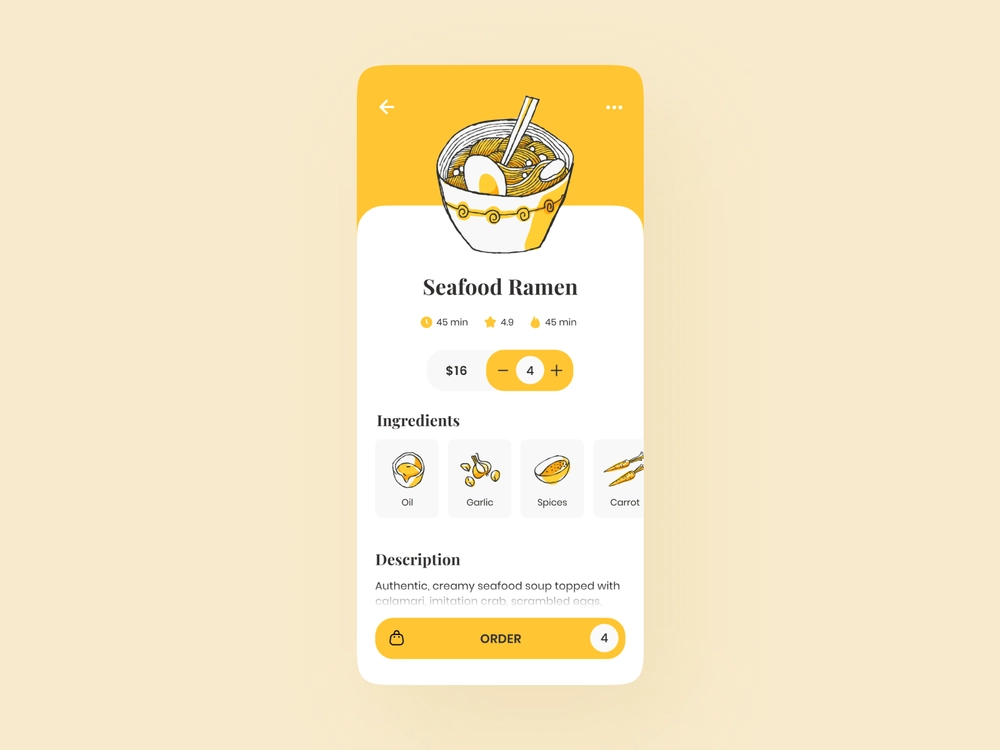 Seafood Ramen
45 min 4.9 45 min
$16 4
Ingredients
Oil Garlic Spices Carrot
Description
Authentic, creamy seafood soup topped with
calamari, imitation crab, scrambled eggs,
ORDER 4